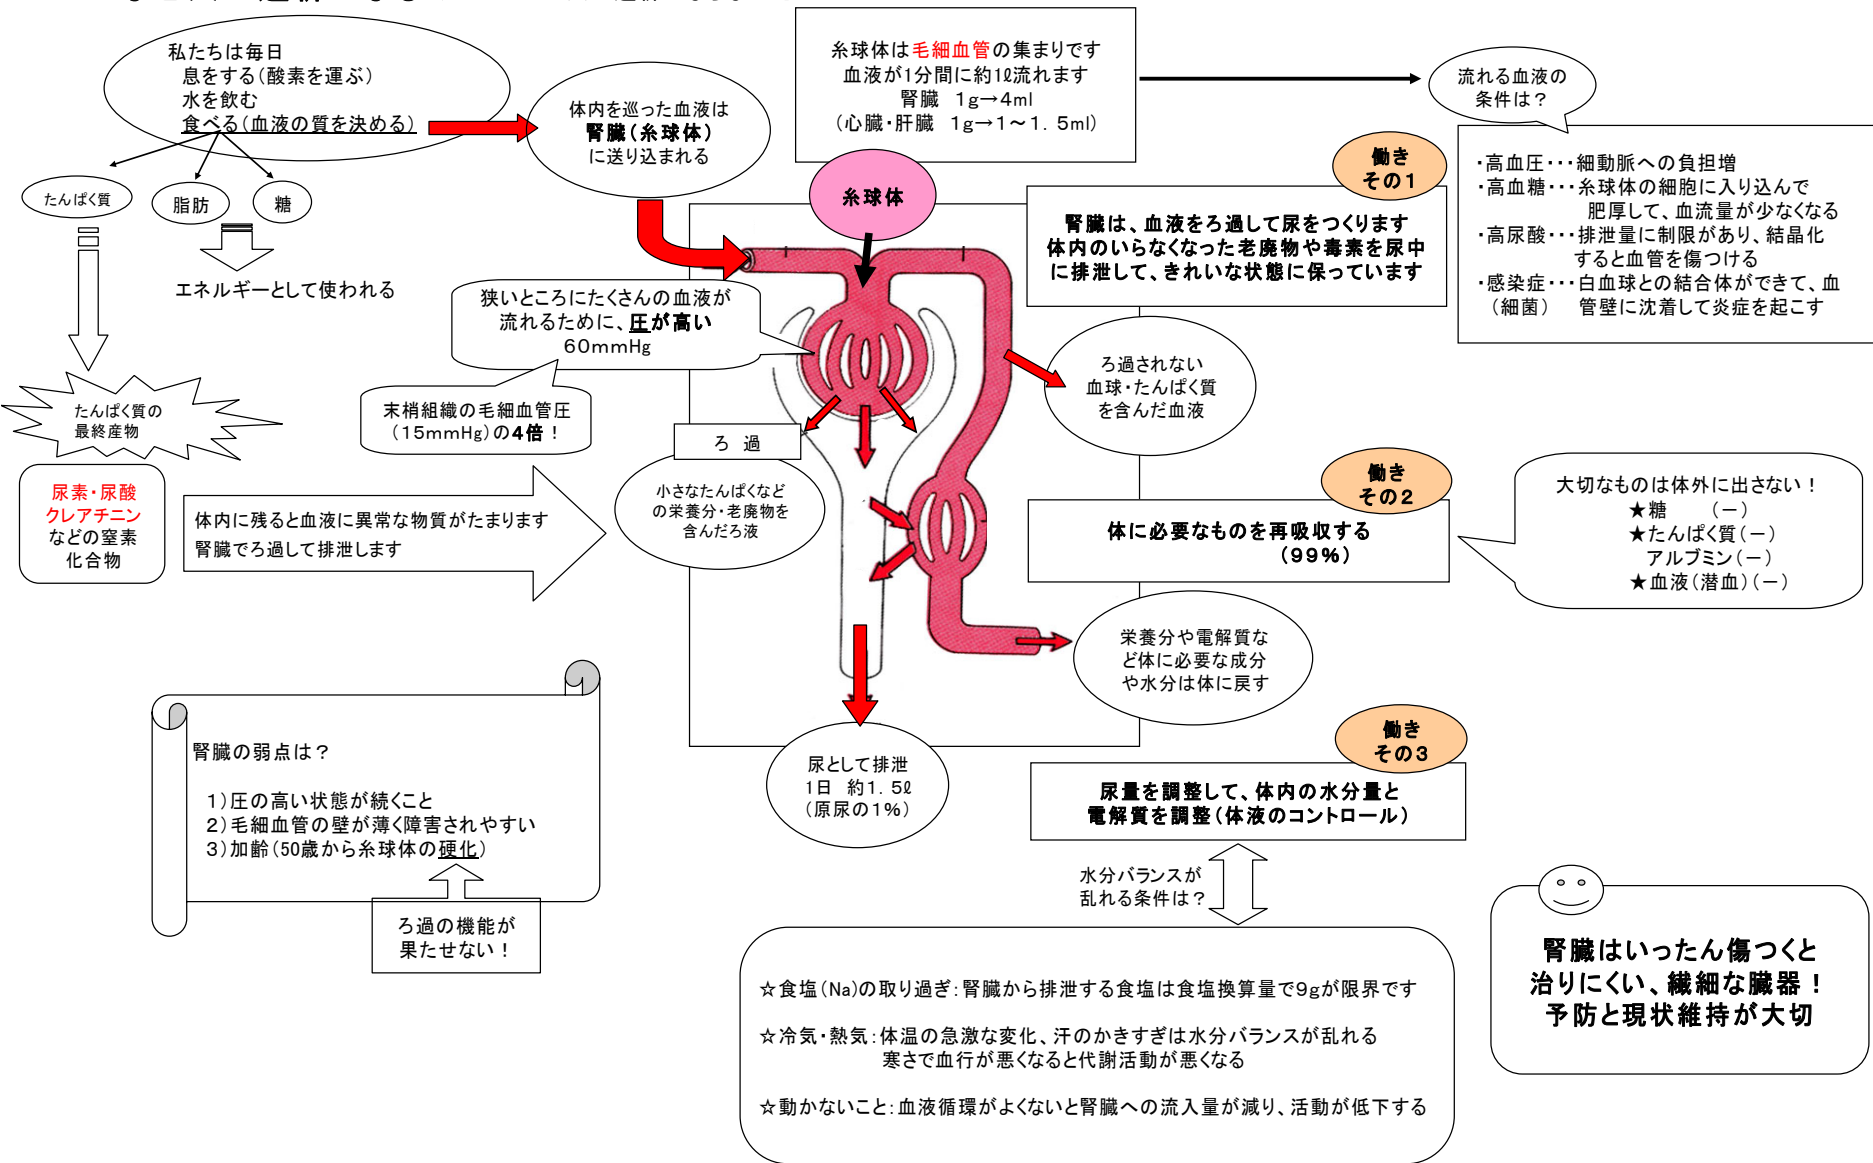 私たちは毎日
息をする(酸素を運ぶ)
水を飲む
食べる(血液の質を決める)
たんぱく質
脂肪
糖
エネルギーとして使われる
たんぱく質の
最終産物
尿素・尿酸
クレアチニン
などの窒素
化合物
体内に残ると血液に異常な物質がたまります
腎臓でろ過して排泄します
体内を巡った血液は
腎臓(糸球体)
に送り込まれる
糸球体は毛細血管の集まりです
血液が1分間に約1ℓ流れます
腎臓 1g→4ml
(心臓・肝臓 1g→1～1.5ml)
流れる血液の
条件は?
・高血圧・・・細動脈への負担増
・高血糖・・・糸球体の細胞に入り込んで
肥厚して、血流量が少なくなる
・高尿酸・・・排泄量に制限があり、結晶化
すると血管を傷つける
・感染症・・・白血球との結合体ができて、血
(細菌) 管壁に沈着して炎症を起こす
糸球体
働き
その1
腎臓は、血液をろ過して尿をつくります
体内のいらなくなった老廃物や毒素を尿中
に排泄して、きれいな状態に保っています
狭いところにたくさんの血液が
流れるために、圧が高い
60mmHg
末梢組織の毛細血管圧
(15mmHg)の4倍!
ろ過されない
血球・たんぱく質
を含んだ血液
ろ 過
小さなたんぱくなど
の栄養分・老廃物を
含んだろ液
働き
その2
体に必要なものを再吸収する
(99%)
大切なものは体外に出さない!
★糖 (－)
★たんぱく質(－)
アルブミン(－)
★血液(潜血)(－)
栄養分や電解質な
ど体に必要な成分
や水分は体に戻す
尿として排泄
1日 約1.5ℓ
(原尿の1%)
働き
その3
尿量を調整して、体内の水分量と
電解質を調整(体液のコントロール)
水分バランスが
乱れる条件は?
腎臓の弱点は?
1)圧の高い状態が続くこと
2)毛細血管の壁が薄く障害されやすい
3)加齢(50歳から糸球体の硬化)
ろ過の機能が
果たせない!
☆食塩(Na)の取り過ぎ:腎臓から排泄する食塩は食塩換算量で9gが限界です
☆冷気・熱気:体温の急激な変化、汗のかきすぎは水分バランスが乱れる
寒さで血行が悪くなると代謝活動が悪くなる
☆動かないこと:血液循環がよくないと腎臓への流入量が減り、活動が低下する
腎臓はいったん傷つくと
治りにくい、繊細な臓器!
予防と現状維持が大切